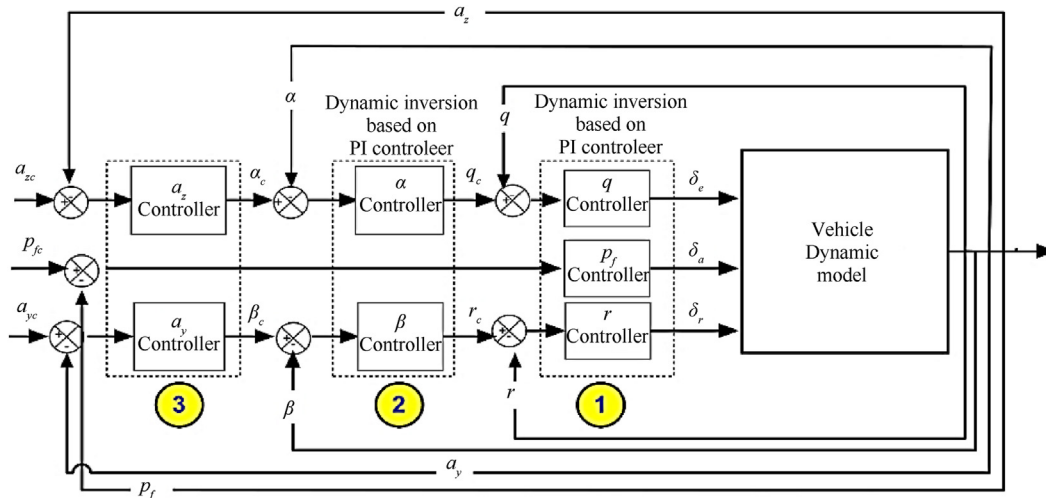 a_z
α
q
Dynamic inversion
based on
PI controleer
Dynamic inversion
based on
PI controleer
a_zc
a_z
Controller
α_c
α
Controller
q_c
q
Controller
δ_e
Vehicle
Dynamic
model
p_fc
p_f
Controller
δ_a
a_yc
a_y
Controller
β_c
β
Controller
r_c
r
Controller
δ_r
3
2
1
β
r
a_y
p_f